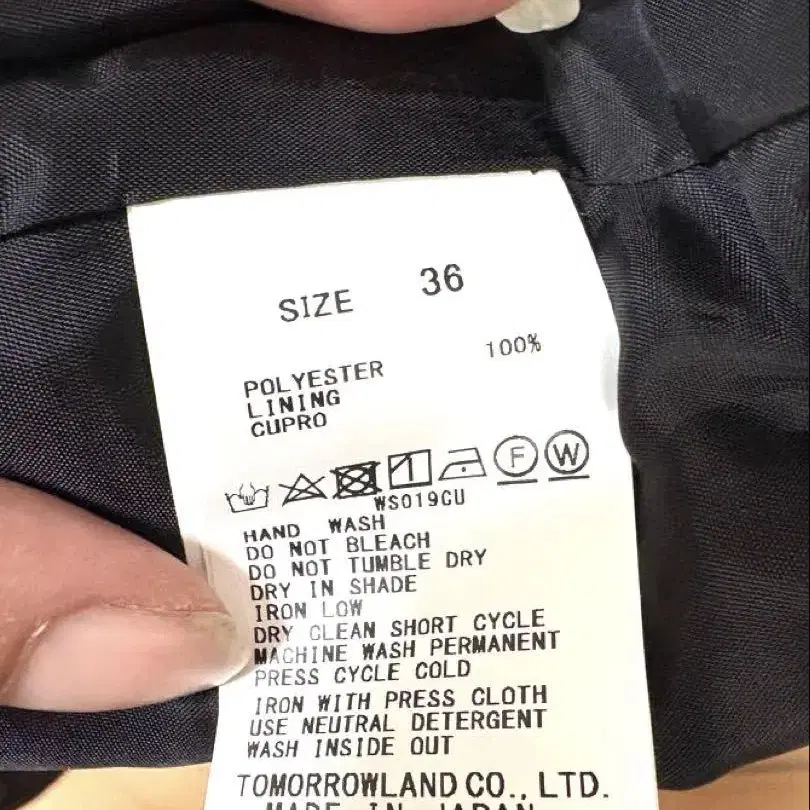 SIZE 36
100%
POLYESTER
LINING
CUPRO
F W
WS019CU
HAND WASH
DO NOT BLEACH
DO NOT TUMBLE DRY
DRY IN SHADE
IRON LOW
DRY CLEAN SHORT CYCLE
MACHINE WASH PERMANENT
PRESS CYCLE COLD
IRON WITH PRESS CLOTH
USE NEUTRAL DETERGENT
WASH INSIDE OUT
TOMORROWLAND CO., LTD.
MADE IN JAPAN